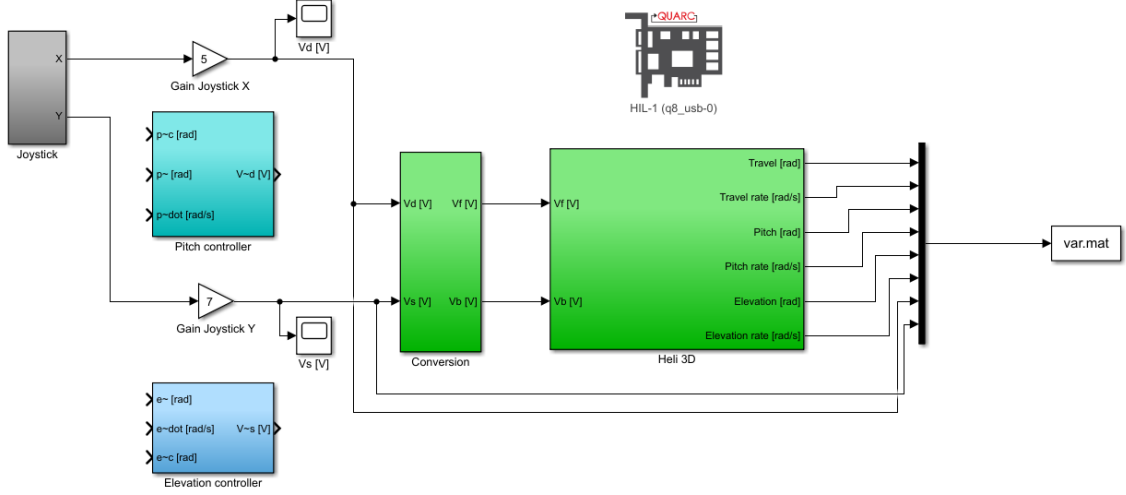 QUARC
HIL-1 (q8_usb-0)
X
Y
Joystick
5
Gain Joystick X
Vd [V]
p~c [rad]
p~ [rad]
p~dot [rad/s]
V~d [V]
Pitch controller
7
Gain Joystick Y
Vs [V]
Vd [V]
Vs [V]
Vf [V]
Vb [V]
Conversion
Vf [V]
Vb [V]
Travel [rad]
Travel rate [rad/s]
Pitch [rad]
Pitch rate [rad/s]
Elevation [rad]
Elevation rate [rad/s]
Heli 3D
var.mat
e~ [rad]
e~dot [rad/s]
e~c [rad]
V~s [V]
Elevation controller